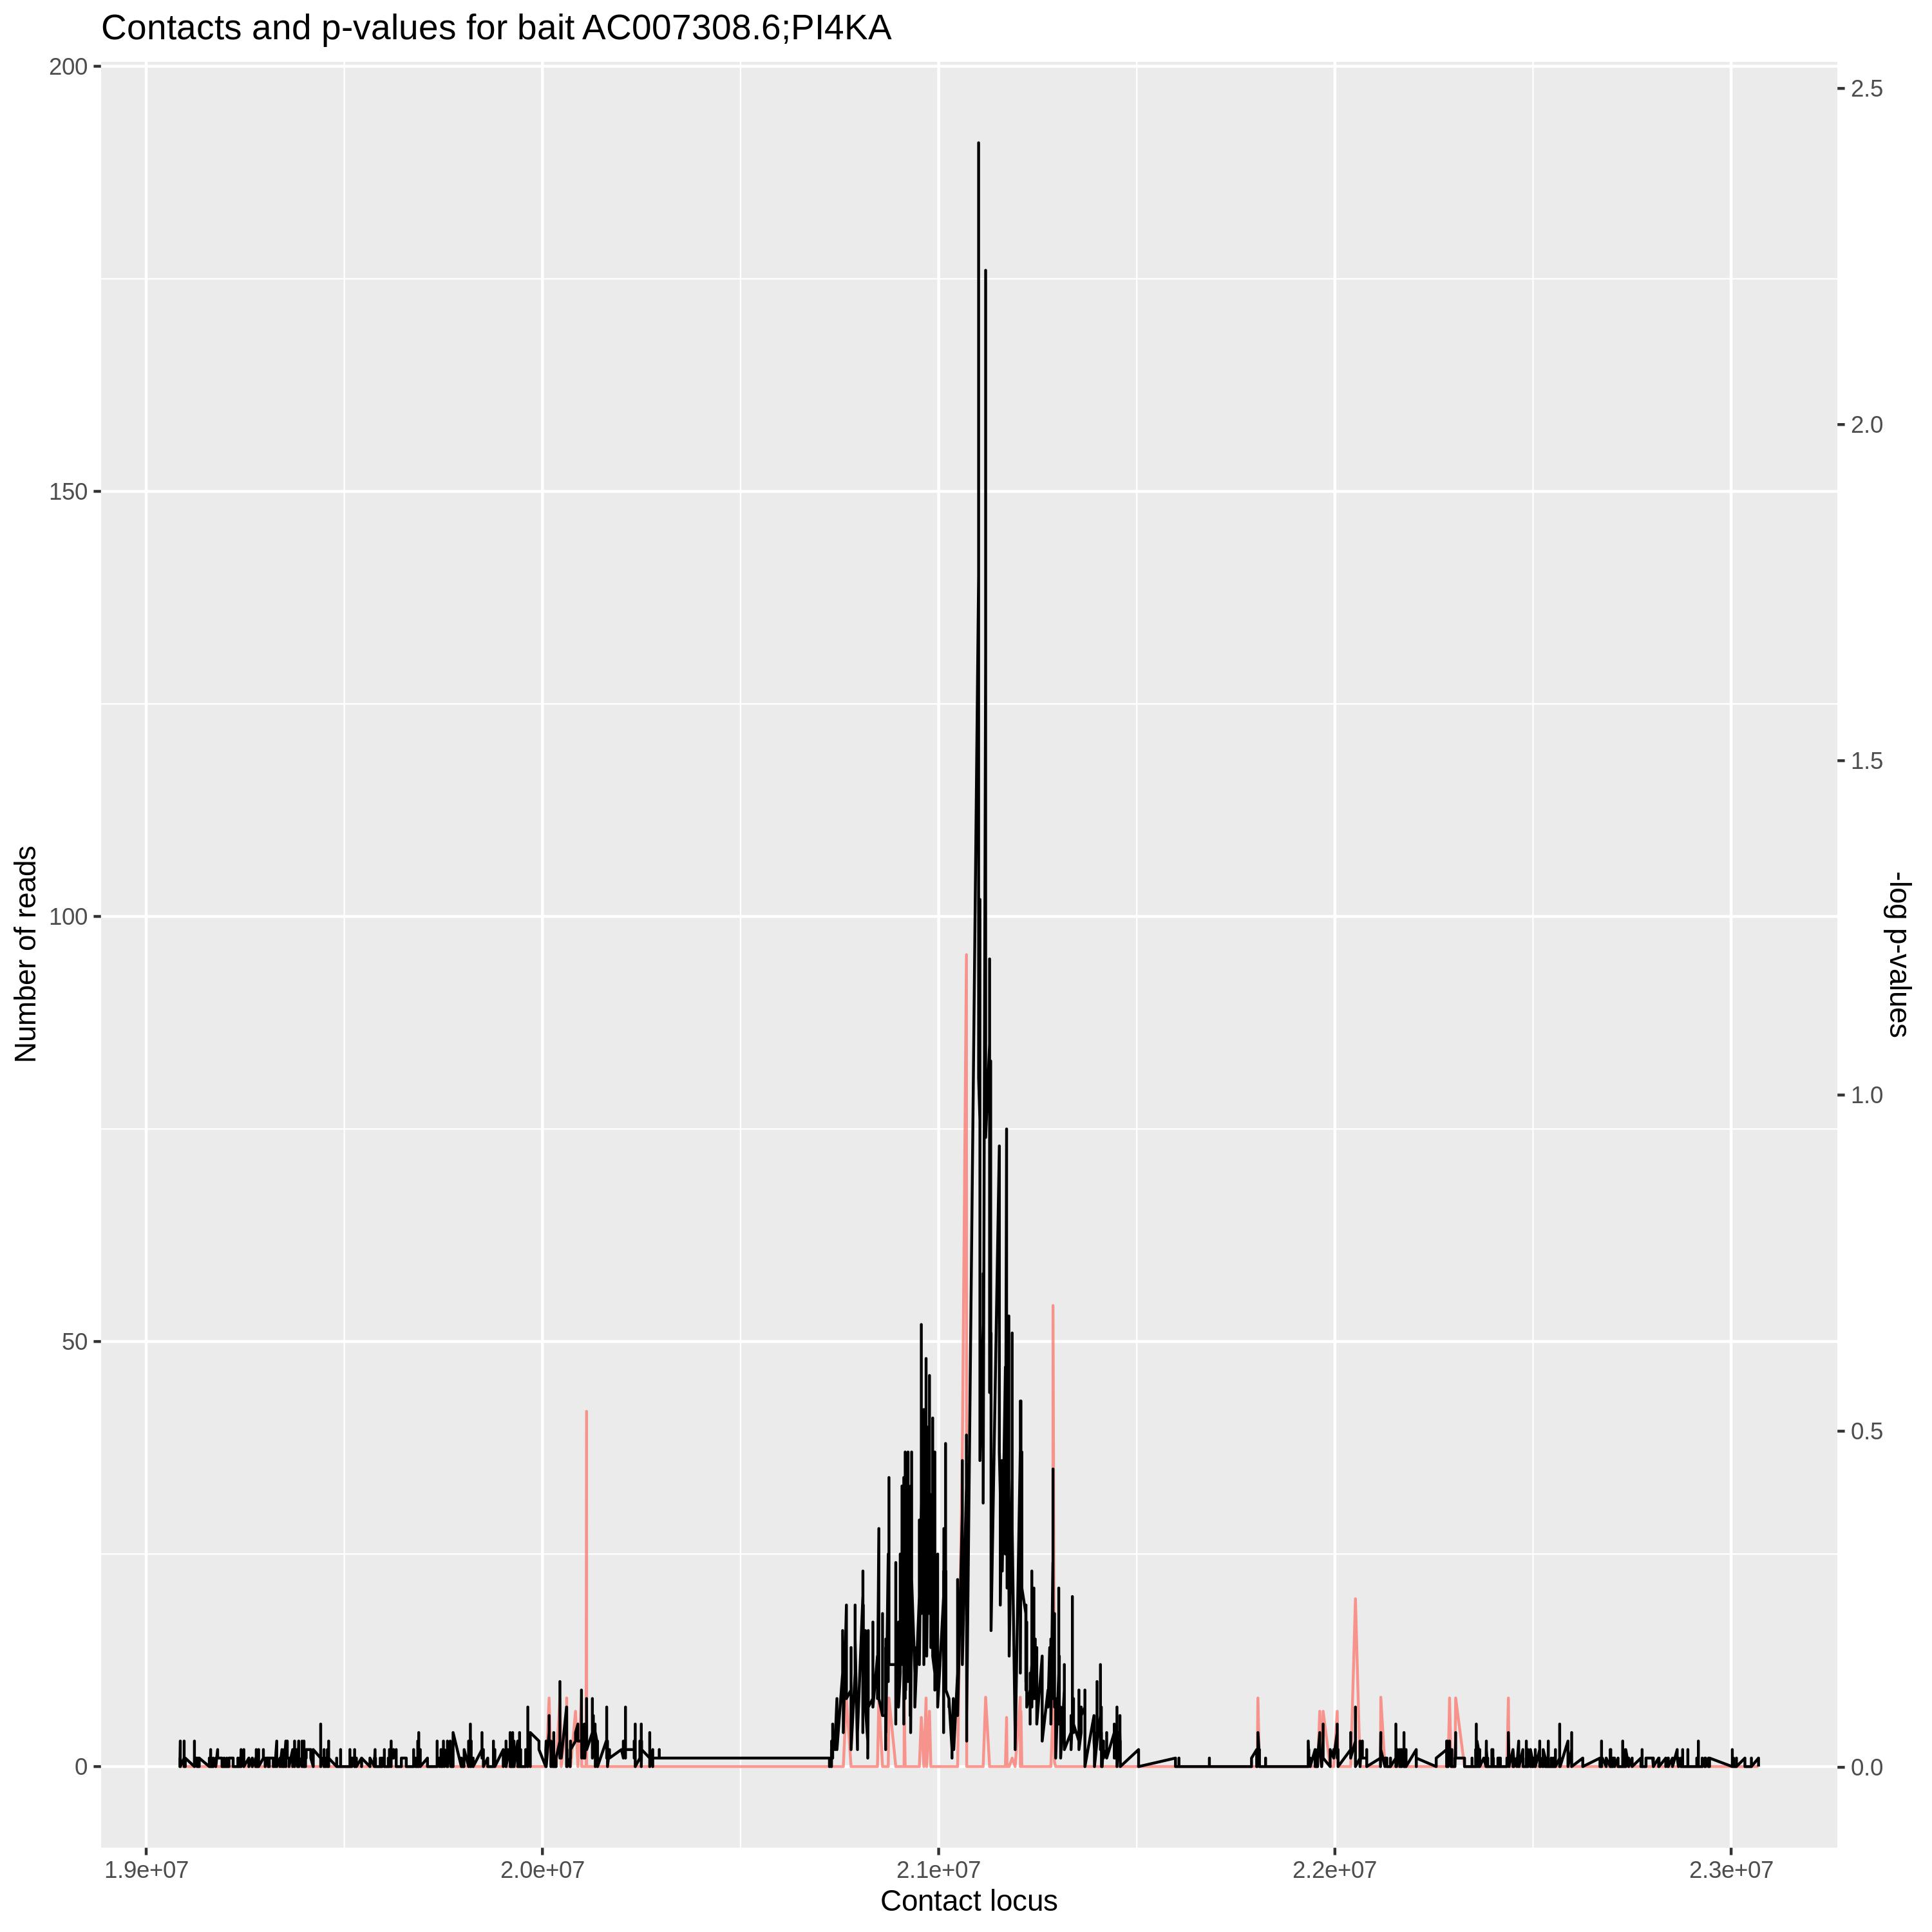 Contacts and p-values for bait AC007308.6;PI4KA
Number of reads
200
150
100
50
0
2.5
2.0
1.5
1.0
0.5
0.0
-log p-values
1.9e+07
2.0e+07
2.1e+07
2.2e+07
2.3e+07
Contact locus